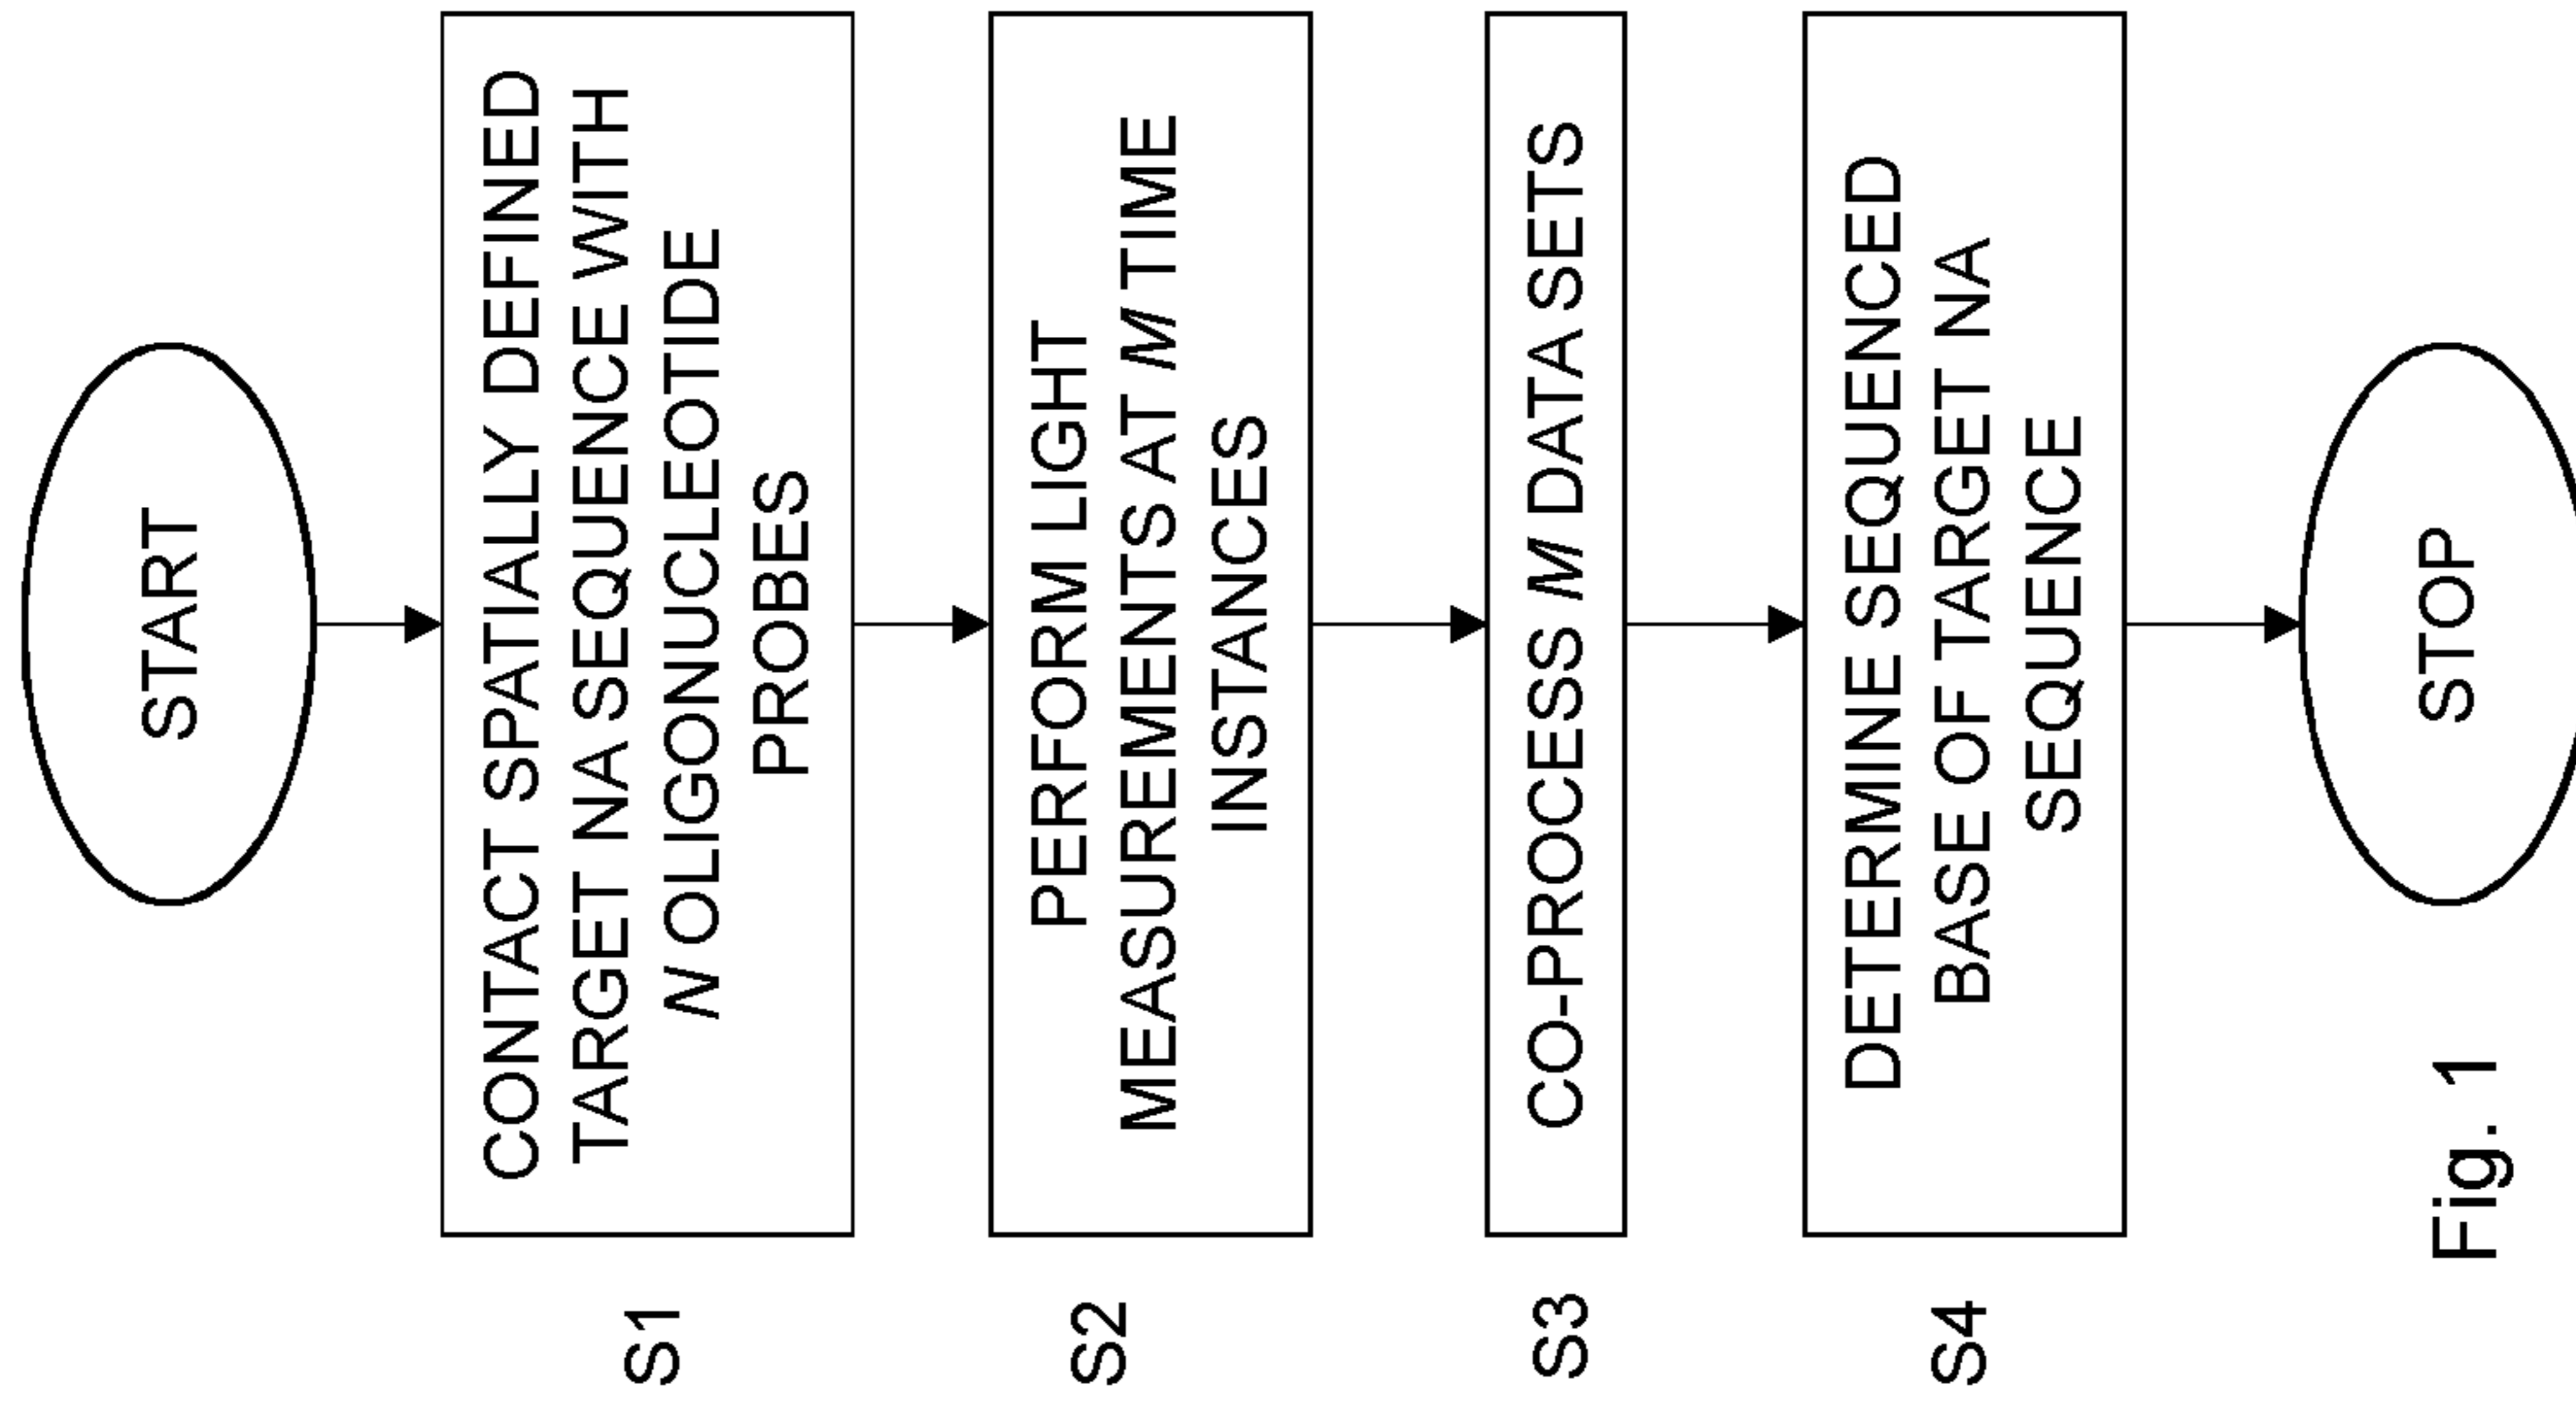 START
S1
CONTACT SPATIALLY DEFINED
TARGET NA SEQUENCE WITH
N OLIGONUCLEOTIDE
PROBES
S2
PERFORM LIGHT
MEASUREMENTS AT M TIME
INSTANCES
S3
CO-PROCESS M DATA SETS
S4
DETERMINE SEQUENCED
BASE OF TARGET NA
SEQUENCE
STOP
Fig. 1